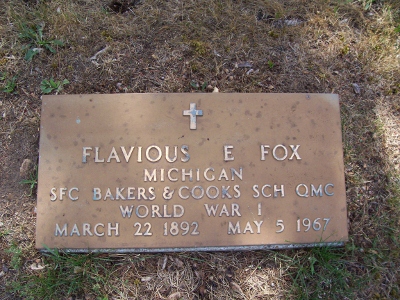 FLAVIOUS E FOX
MICHIGAN
SFC BAKERS & COOKS SCH QMC
WORLD WAR I
MARCH 22 1892 MAY 5 1967